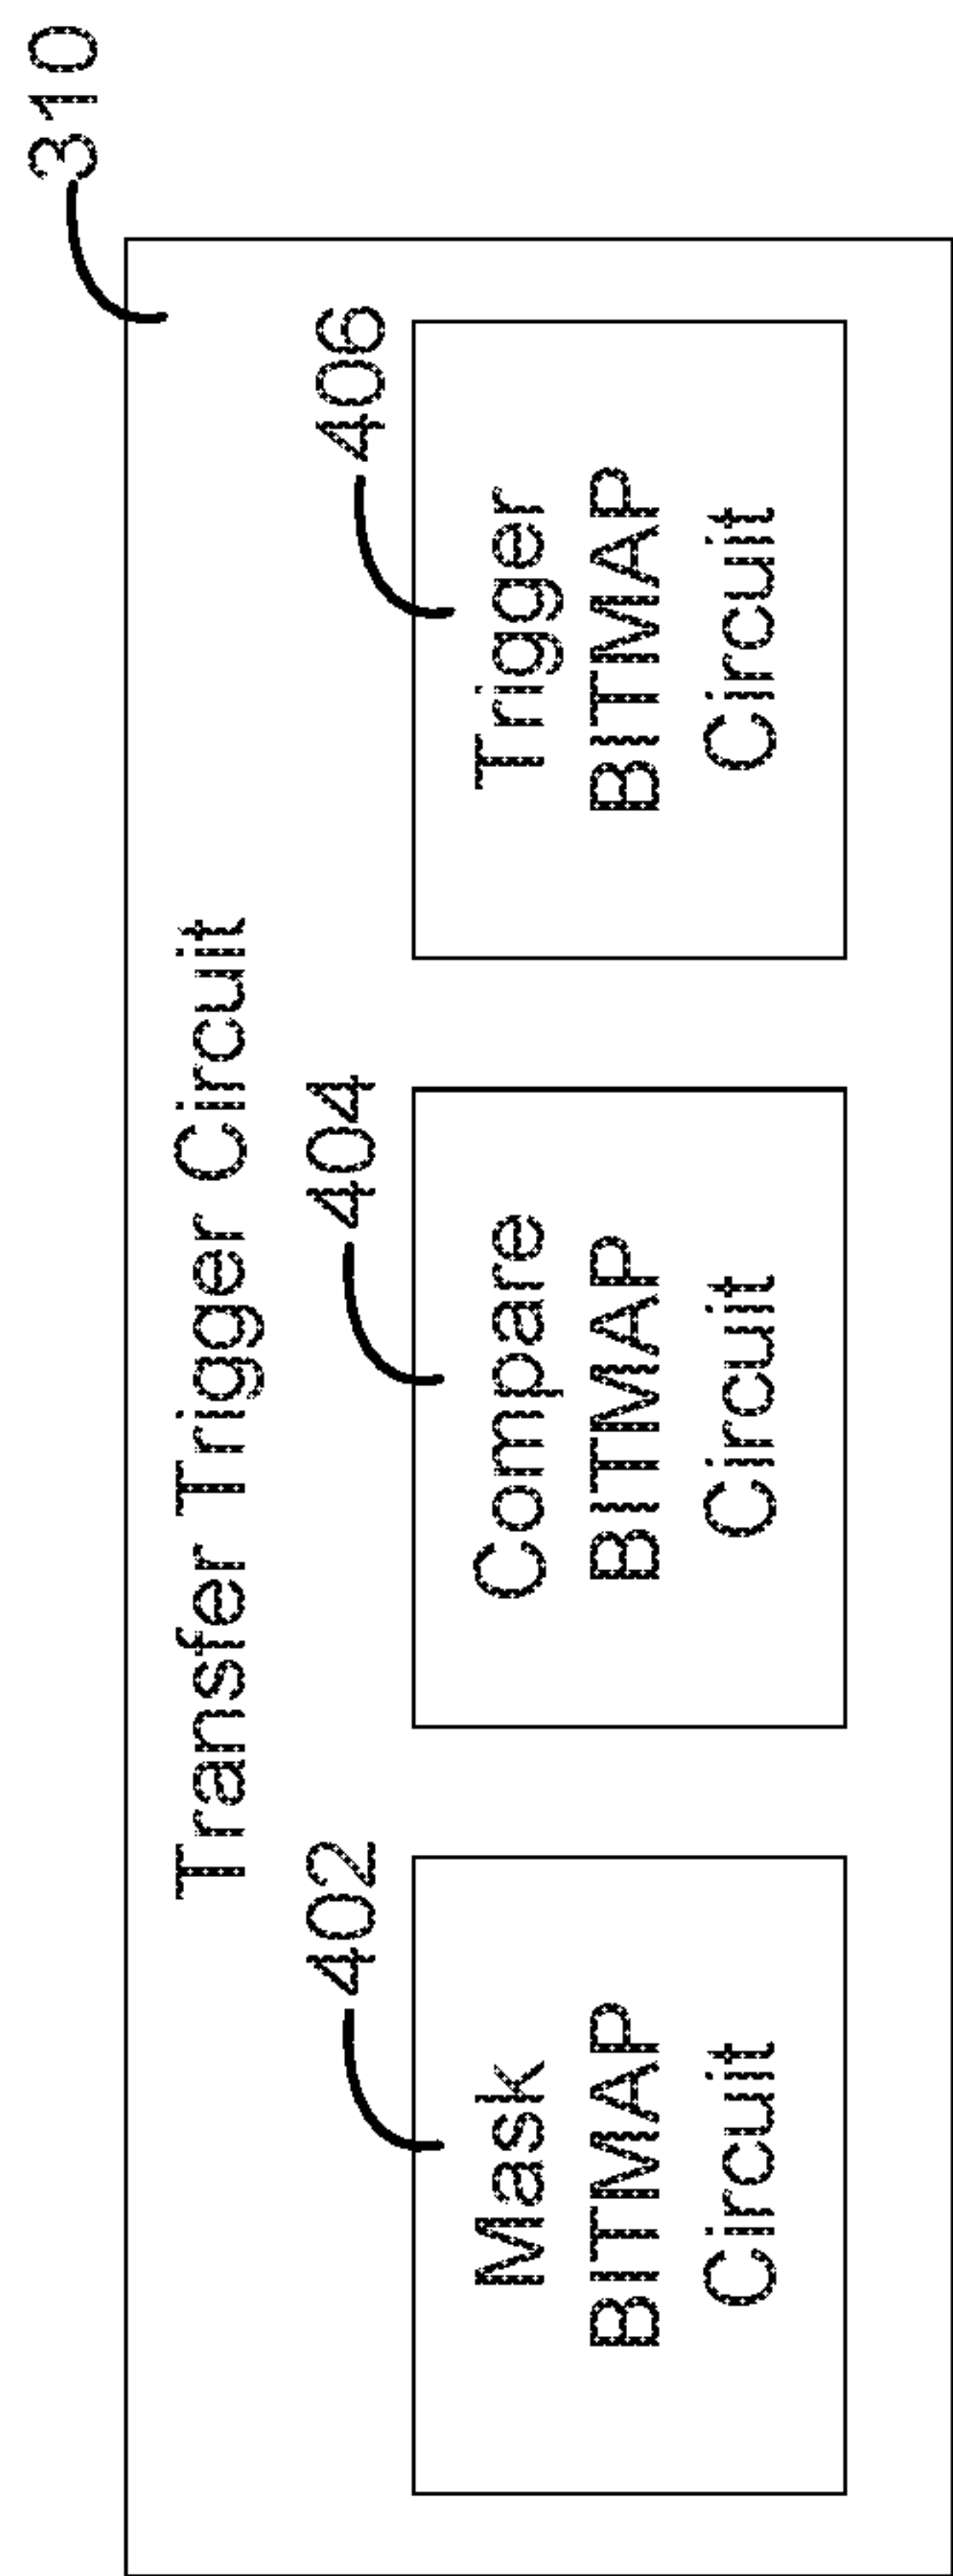 310
Transfer Trigger Circuit
402
Mask
BITMAP
Circuit
404
Compare
BITMAP
Circuit
406
Trigger
BITMAP
Circuit